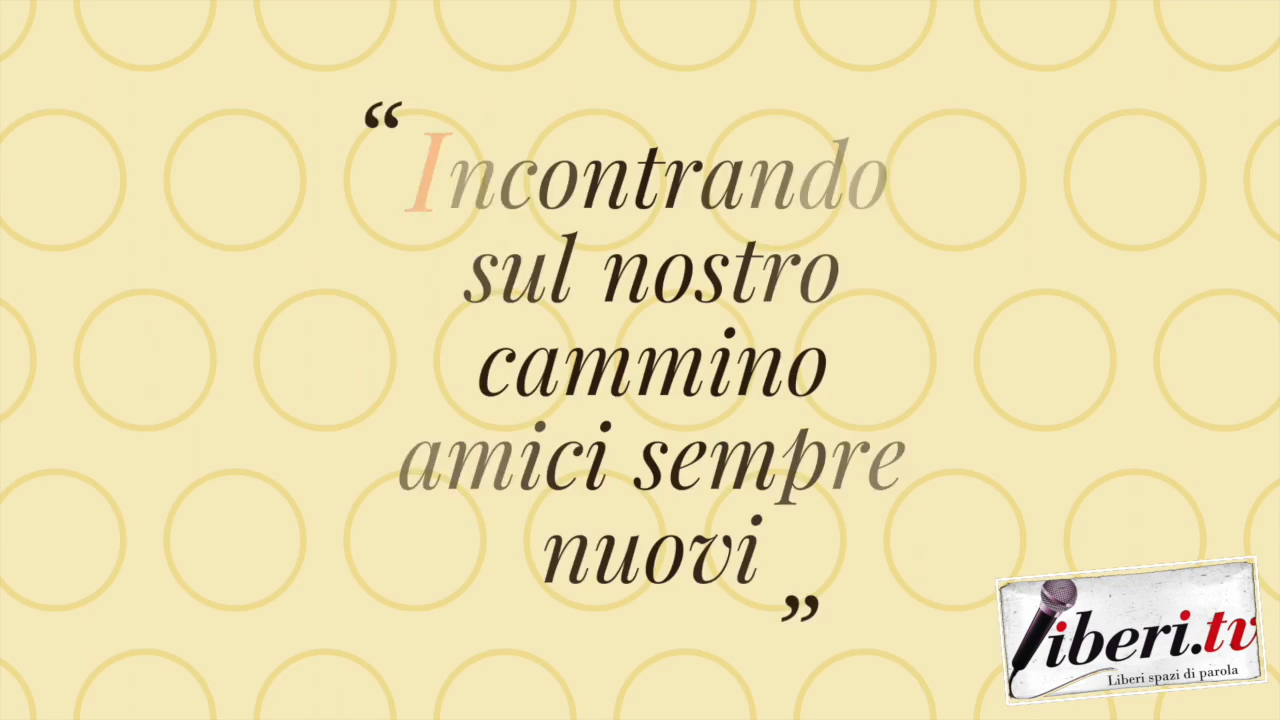 “Incontrando
sul nostro
cammino
amici sempre
nuovi”
liberi.tv
Liberi spazi di parola